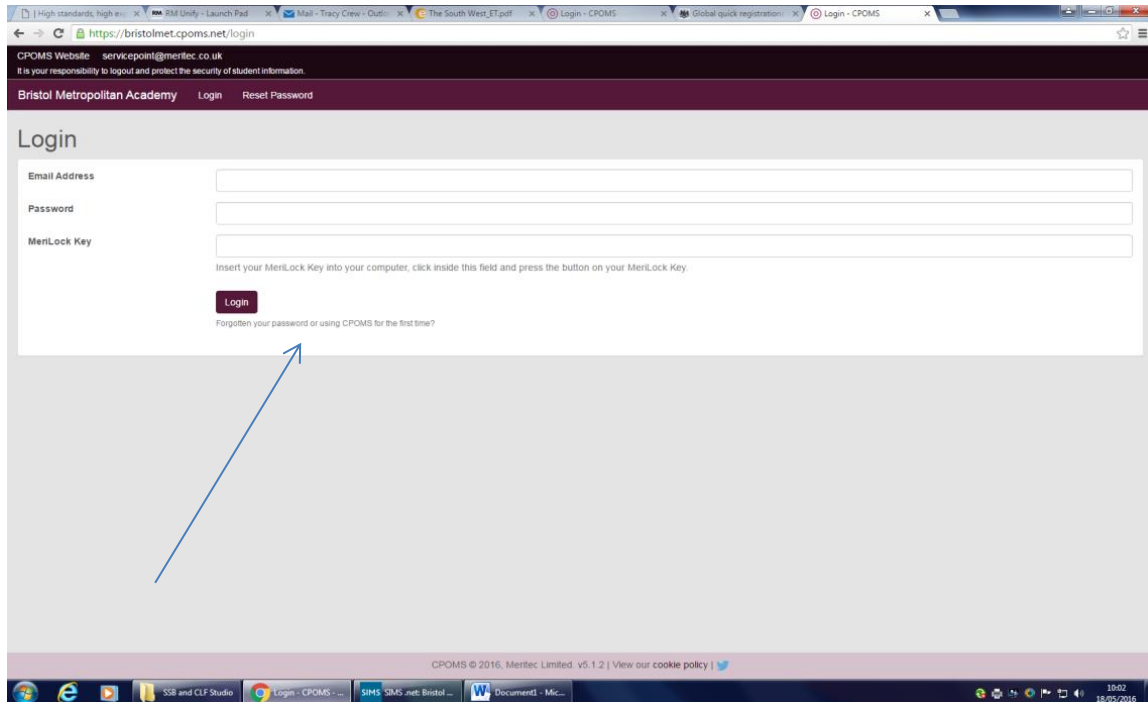 | High standards, high ex
RM RM Unify - Launch Pad
Mail - Tracy Crew - Outlo
The South West_ET.pdf
Login - CPOMS
Global quick registration:
Login - CPOMS
https://bristolmet.cpoms.net/login
CPOMS Website servicepoint@meritec.co.uk
It is your responsibility to logout and protect the security of student information.
Bristol Metropolitan Academy Login Reset Password
Login
Email Address
Password
MeriLock Key
Insert your MeriLock Key into your computer, click inside this field and press the button on your MeriLock Key.
Login
Forgotten your password or using CPOMS for the first time?
CPOMS © 2016, Meritec Limited. v5.1.2 | View our cookie policy |
SSB and CLF Studio
Login - CPOMS - ...
SIMS SIMS .net: Bristol ...
W Document1 - Mic...
10:02
18/05/2016